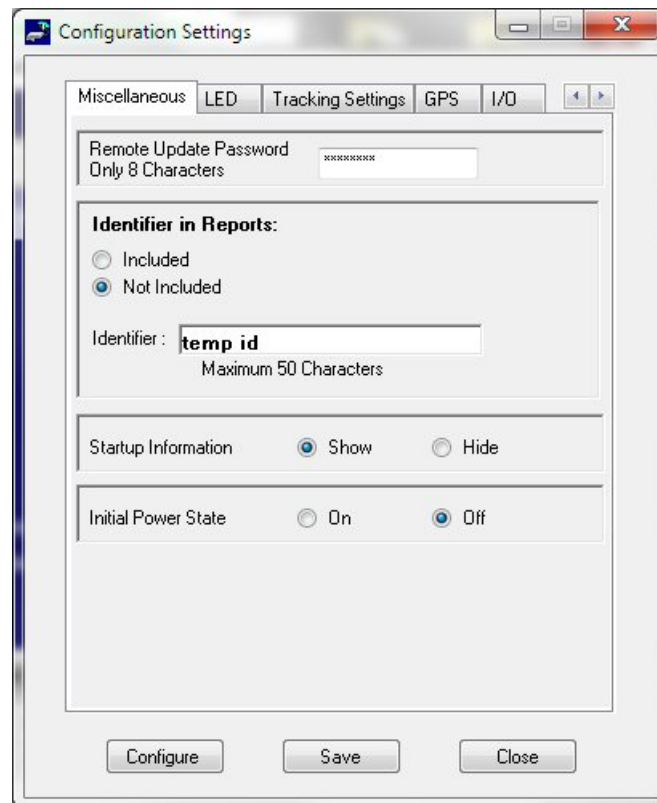 Configuration Settings
Miscellaneous LED Tracking Settings GPS I/O
Remote Update Password
Only 8 Characters
xxxxxxxx
Identifier in Reports:
Included
Not Included
Identifier : temp id
Maximum 50 Characters
Startup Information Show Hide
Initial Power State On Off
Configure Save Close